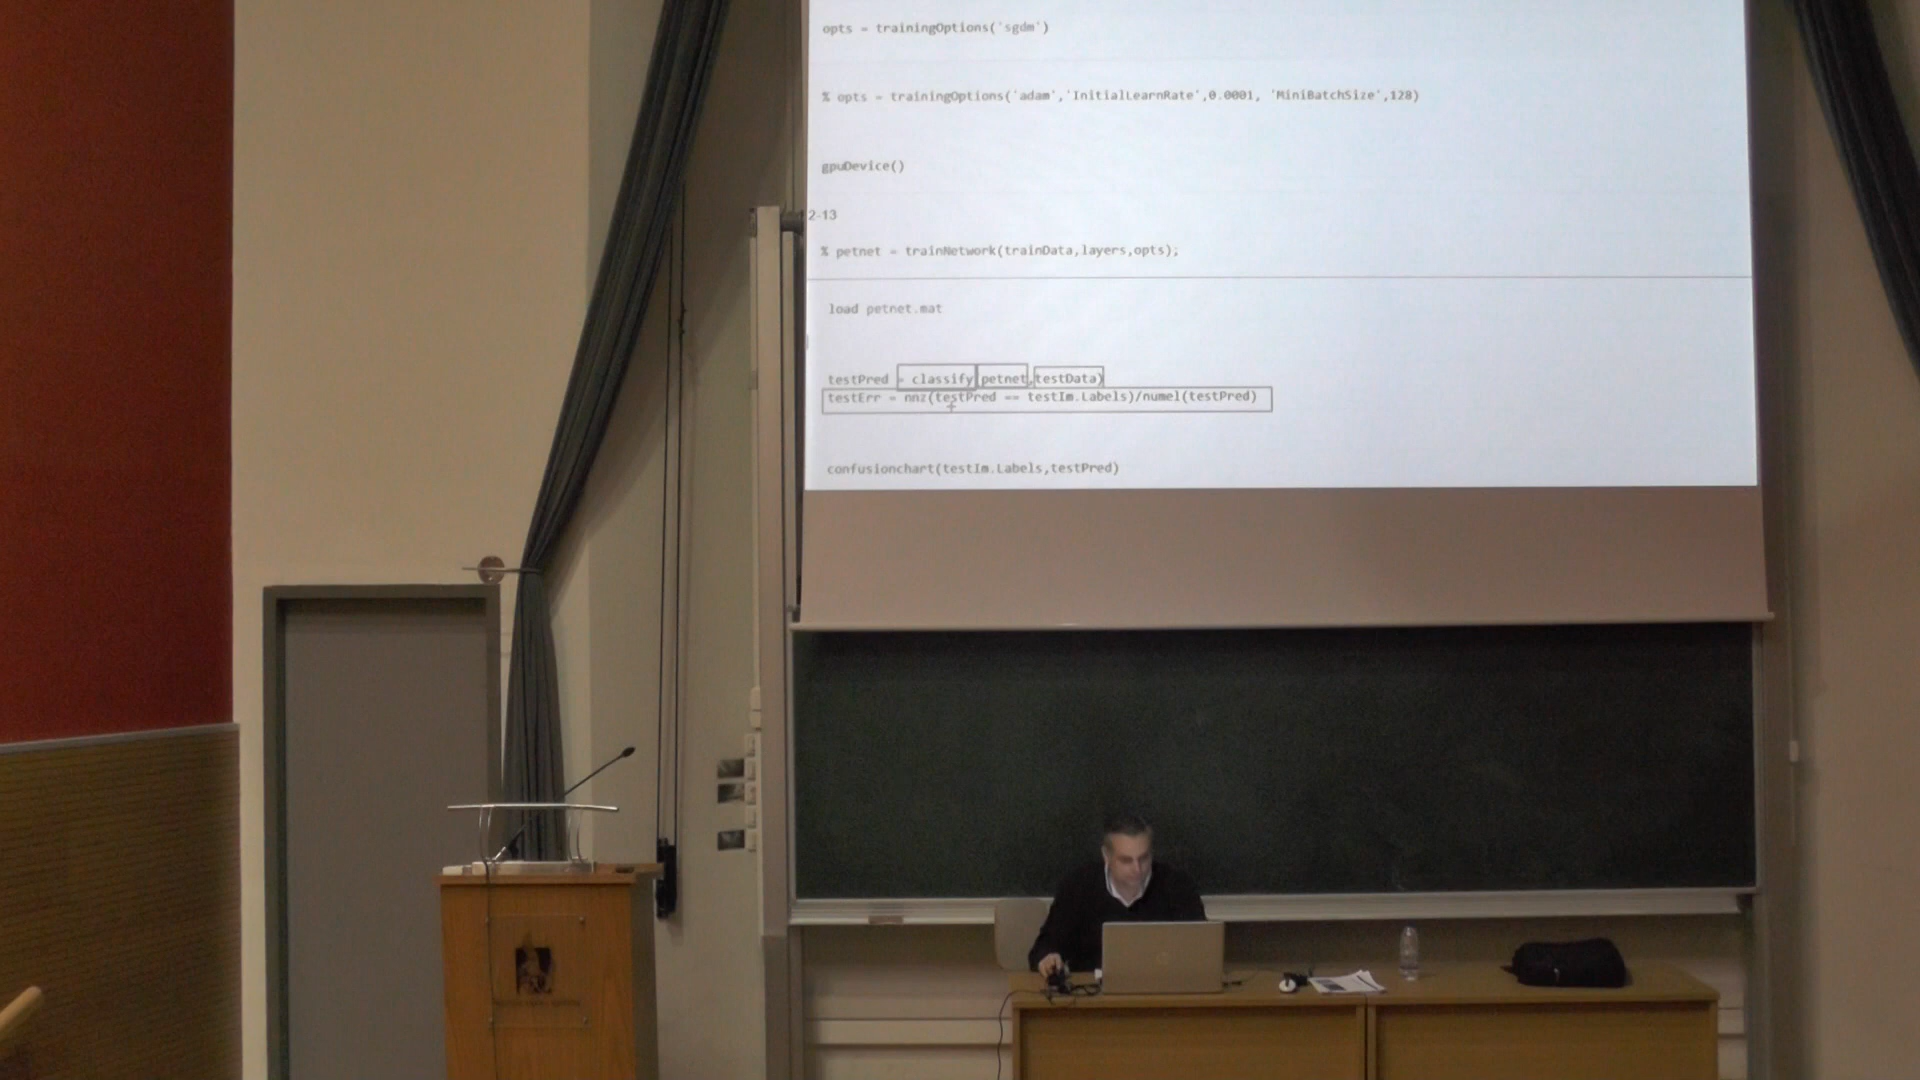 opts = trainingOptions('sgdm')
% opts = trainingOptions('adam','InitialLearnRate',0.0001, 'MiniBatchSize',128)
gpuDevice()
2-13
% petnet = trainNetwork(trainData,layers,opts);
load petnet.mat
testPred = classify(petnet,testData)
testErr = nnz(testPred == testIm.Labels)/numel(testPred)
confusionchart(testIm.Labels,testPred)